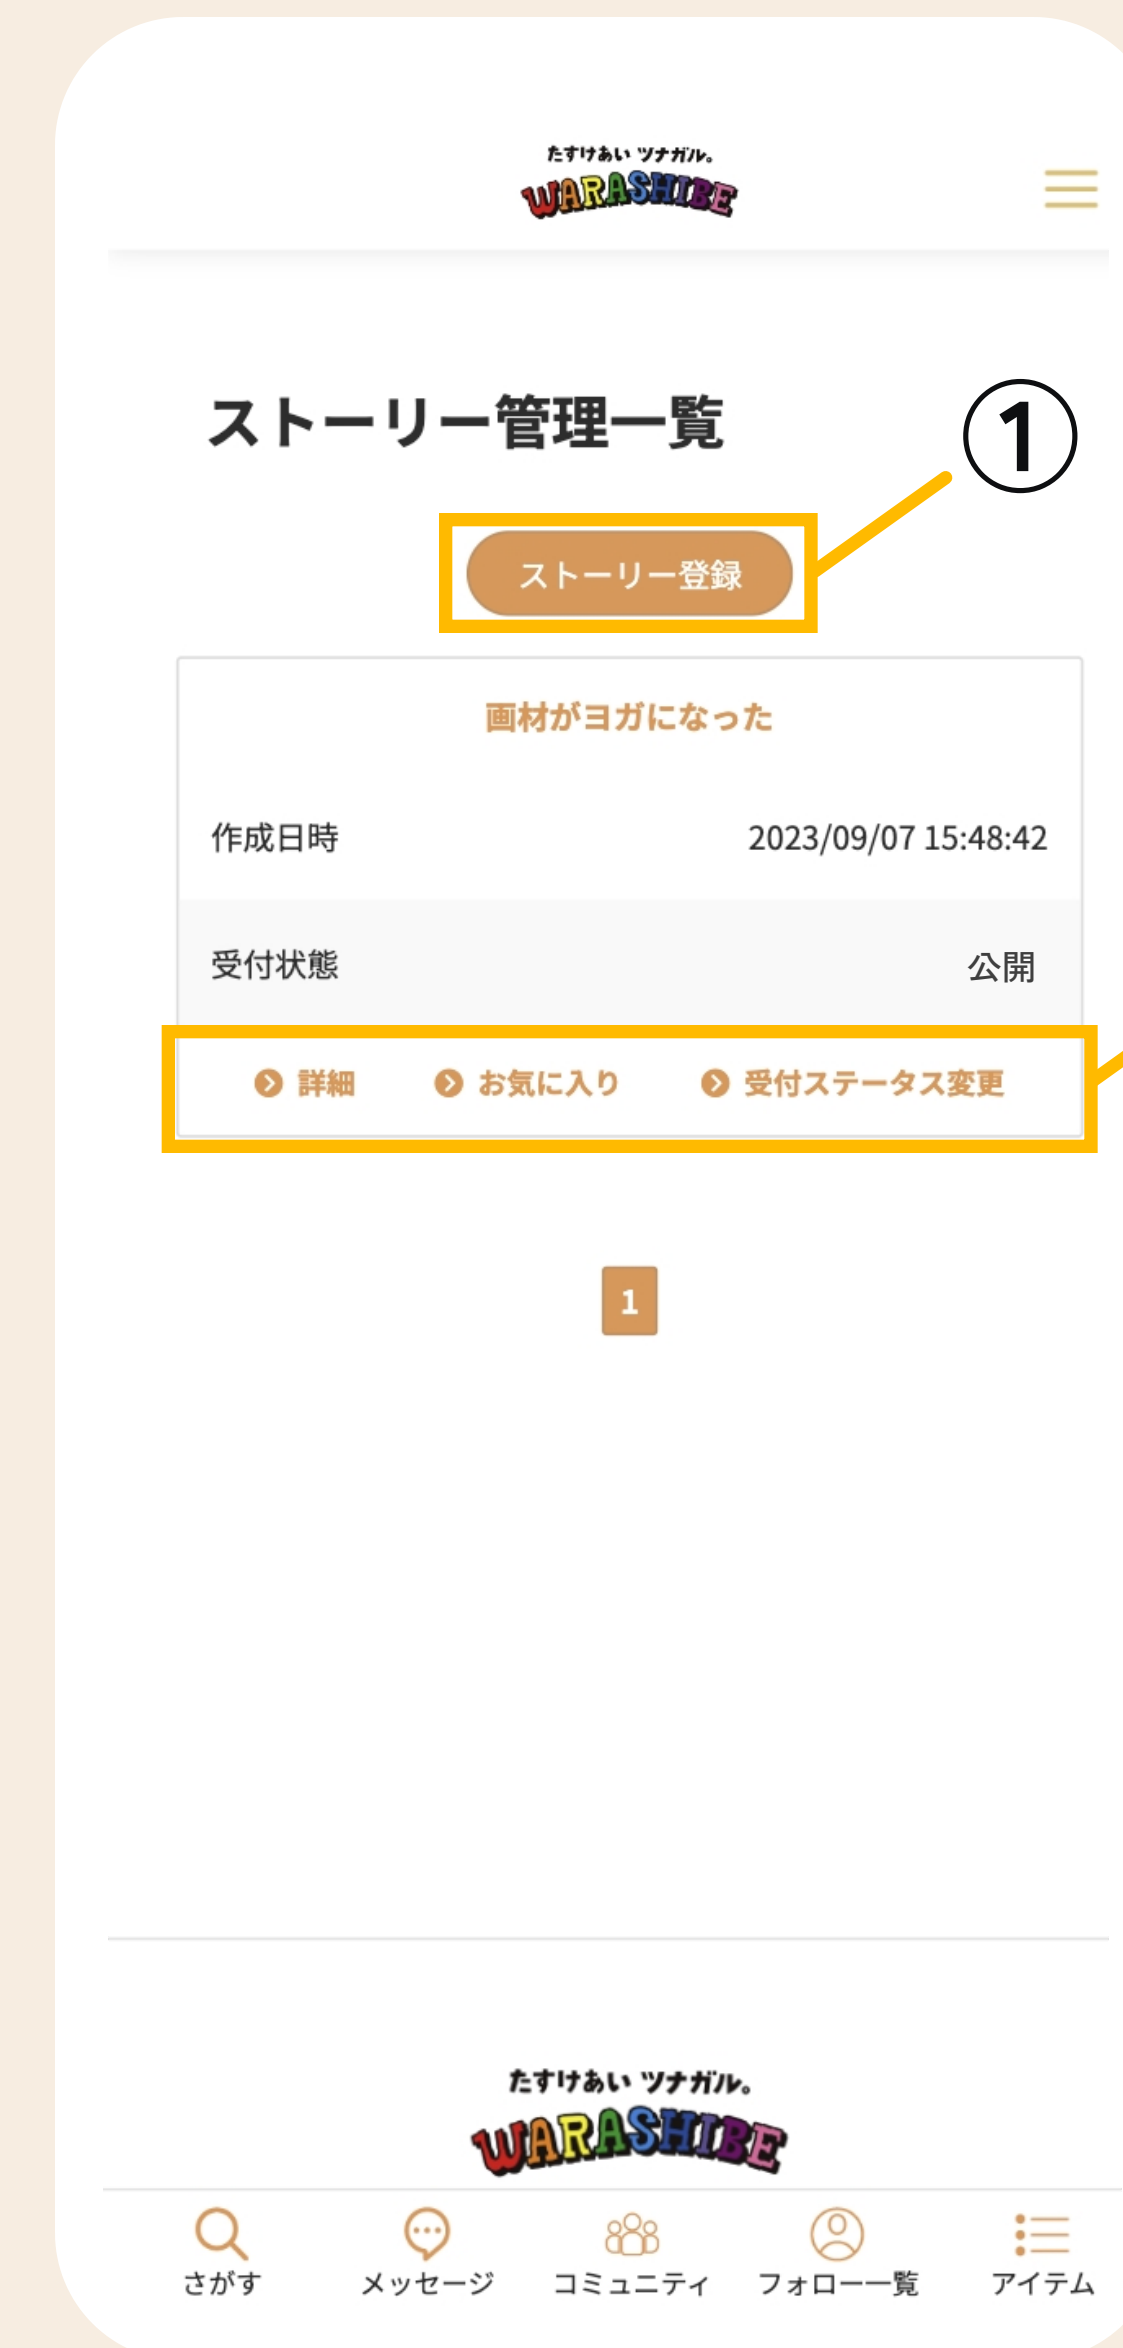 たすけあい ツナガル。
WARASHIBE
ストーリー管理一覧
①
ストーリー登録
画材がヨガになった
作成日時 2023/09/07 15:48:42
受付状態 公開
詳細 お気に入り 受付ステータス変更
1
たすけあい ツナガル。
WARASHIBE
さがす メッセージ コミュニティ フォロー一覧 アイテム